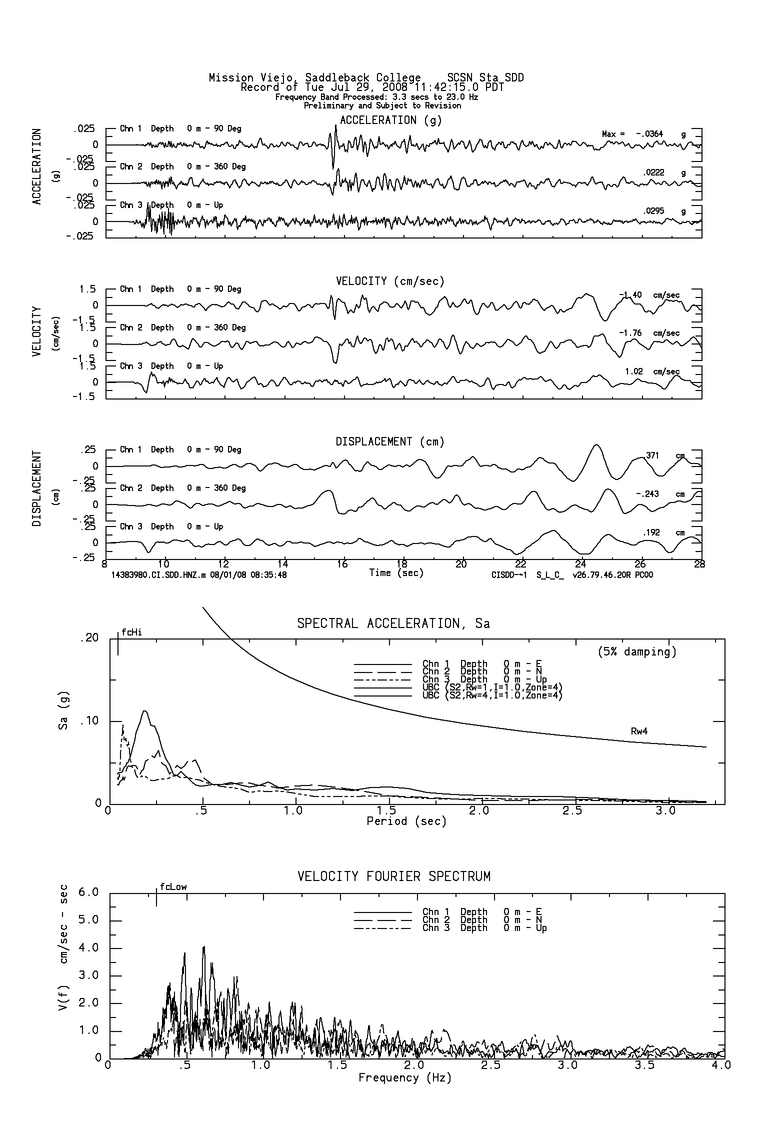 Mission Viejo, Saddleback College    SCSN Sta SDD
Record of Tue Jul 29, 2008 11:42:15.0 PDT
Frequency Band Processed: 3.3 secs to 23.0 Hz
Preliminary and Subject to Revision
ACCELERATION (g)
ACCELERATION
(g)
.025 Chn 1  Depth   0 m - 90 Deg    Max =  -.0364   g
0
-.025
.025 Chn 2  Depth   0 m - 360 Deg    .0222   g
0
-.025
.025 Chn 3  Depth   0 m - Up    .0295   g
0
-.025
8 10 12 14 16 18 20 22 24 26 28
VELOCITY (cm/sec)
VELOCITY
(cm/sec)
1.5 Chn 1  Depth   0 m - 90 Deg    -1.40   cm/sec
0
-1.5
1.5 Chn 2  Depth   0 m - 360 Deg    -1.76   cm/sec
0
-1.5
1.5 Chn 3  Depth   0 m - Up    1.02   cm/sec
0
-1.5
DISPLACEMENT (cm)
DISPLACEMENT
(cm)
.25 Chn 1  Depth   0 m - 90 Deg    .371   cm
0
-.25
.25 Chn 2  Depth   0 m - 360 Deg    -.243   cm
0
-.25
.25 Chn 3  Depth   0 m - Up    .192   cm
0
-.25
8 10 12 14 16 18 20 22 24 26 28
14383980.CI.SDD.HNZ.m 08/01/08 08:35:48    Time (sec)    CISDD--1  S_L_C_  v26.79.46.20R PC00
SPECTRAL ACCELERATION, Sa
.20 fcHi
(5% damping)
Chn 1  Depth   0 m - E
Chn 2  Depth   0 m - N
Chn 3  Depth   0 m - Up
UBC (S2,Rw=1,I=1.0,Zone=4)
UBC (S2,Rw=4,I=1.0,Zone=4)
Sa (g)
.10
Rw4
0
0 .5 1.0 1.5 2.0 2.5 3.0
Period (sec)
VELOCITY FOURIER SPECTRUM
fcLow
6.0
Chn 1  Depth   0 m - E
Chn 2  Depth   0 m - N
Chn 3  Depth   0 m - Up
5.0
4.0
3.0
2.0
1.0
0
V(f)   cm/sec - sec
0 .5 1.0 1.5 2.0 2.5 3.0 3.5 4.0
Frequency (Hz)